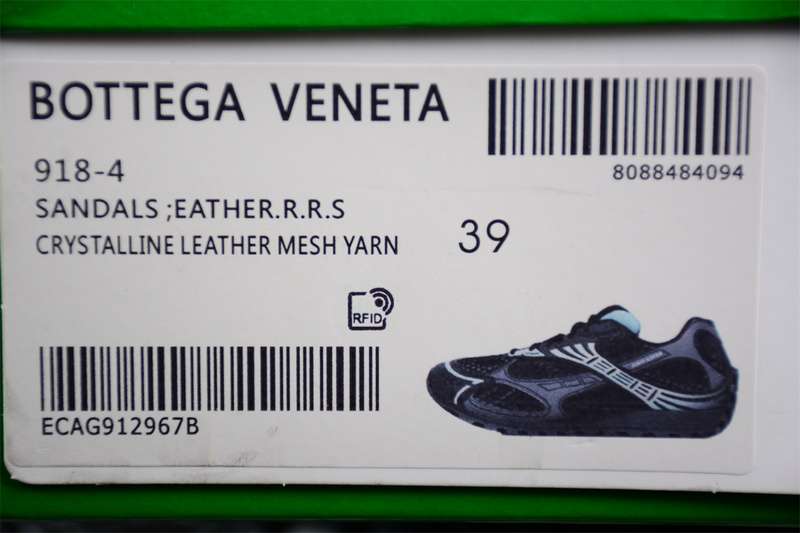 BOTTEGA VENETA
8088484094
918-4
SANDALS ;EATHER.R.R.S
CRYSTALLINE LEATHER MESH YARN
39
RFID
ECAG912967B